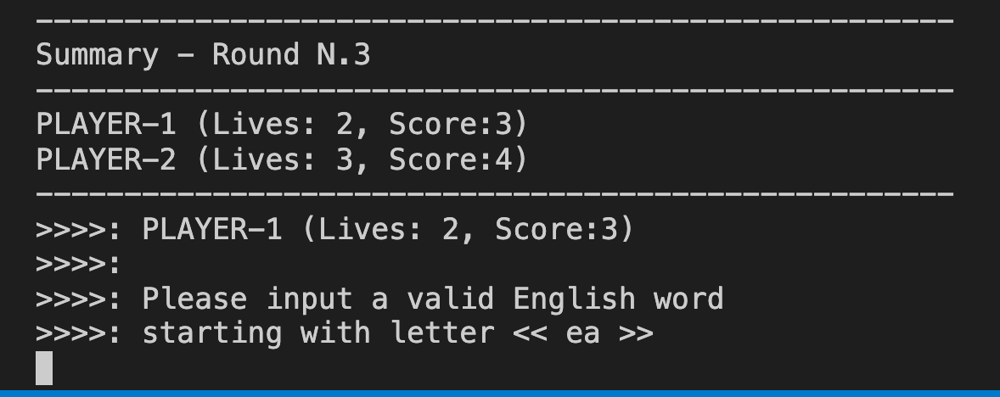 ----------------------------------------------------
Summary - Round N.3
----------------------------------------------------
PLAYER-1 (Lives: 2, Score:3)
PLAYER-2 (Lives: 3, Score:4)
----------------------------------------------------
>>>>: PLAYER-1 (Lives: 2, Score:3)
>>>>:
>>>>: Please input a valid English word
>>>>: starting with letter << ea >>